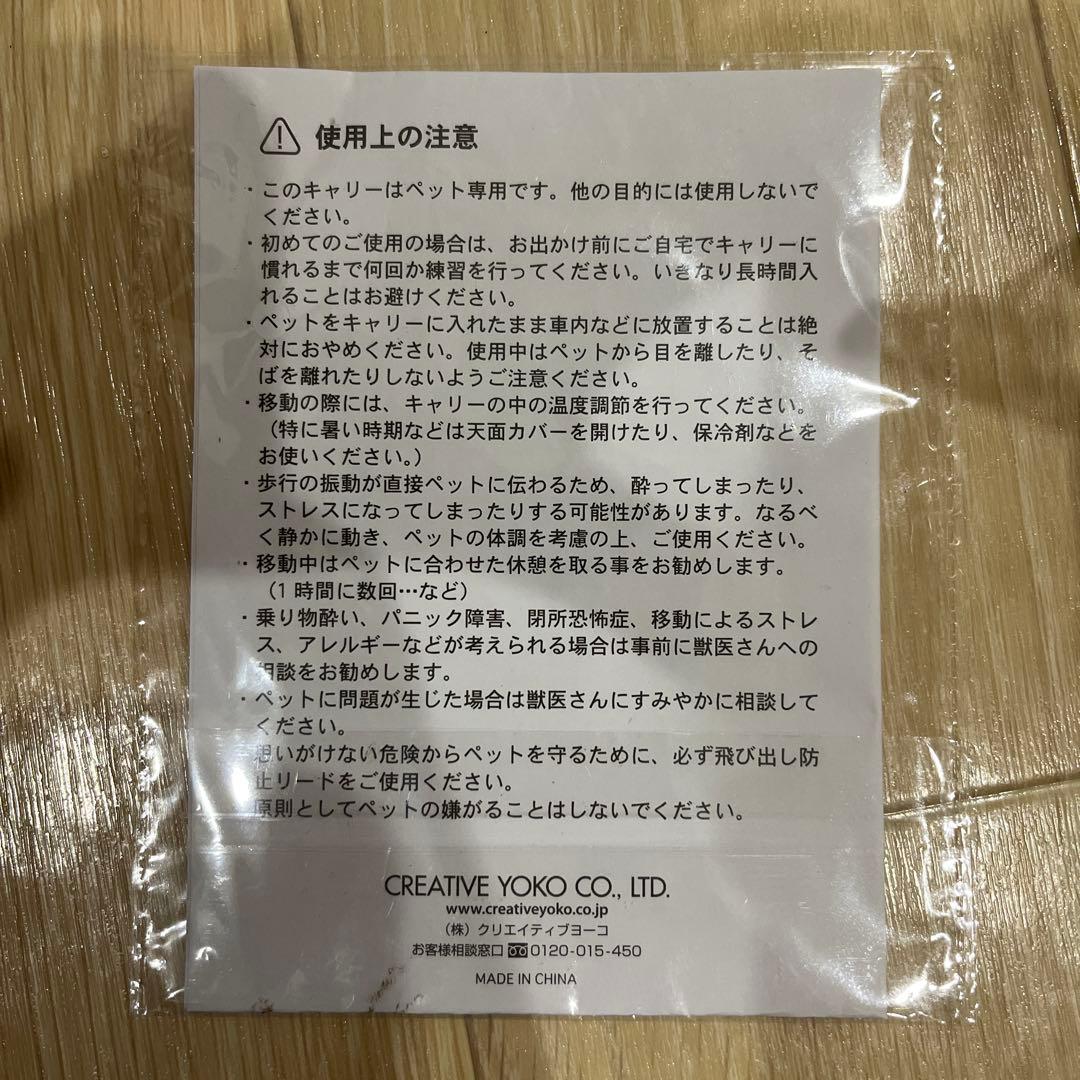 使用上の注意
・このキャリーはペット専用です。他の目的には使用しないで
ください。
・初めてのご使用の場合は、お出かけ前にご自宅でキャリーに
慣れるまで何回か練習を行ってください。いきなり長時間入
れることはお避けください。
・ペットをキャリーに入れたまま車内などに放置することは絶
対におやめください。使用中はペットから目を離したり、そ
ばを離れたりしないようご注意ください。
・移動の際には、キャリーの中の温度調節を行ってください。
（特に暑い時期などは天面カバーを開けたり、保冷剤などを
お使いください。）
・歩行の振動が直接ペットに伝わるため、酔ってしまったり、
ストレスになってしまったりする可能性があります。なるべ
く静かに動き、ペットの体調を考慮の上、ご使用ください。
・移動中はペットに合わせた休憩を取る事をお勧めします。
（1時間に数回…など）
・乗り物酔い、パニック障害、閉所恐怖症、移動によるストレ
ス、アレルギーなどが考えられる場合は事前に獣医さんへの
相談をお勧めします。
・ペットに問題が生じた場合は獣医さんにすみやかに相談して
ください。
思いがけない危険からペットを守るために、必ず飛び出し防
止リードをご使用ください。
原則としてペットの嫌がることはしないでください。
CREATIVE YOKO CO., LTD.
www.creativeyoko.co.jp
（株）クリエイティブヨーコ
お客様相談窓口 0120-015-450
MADE IN CHINA